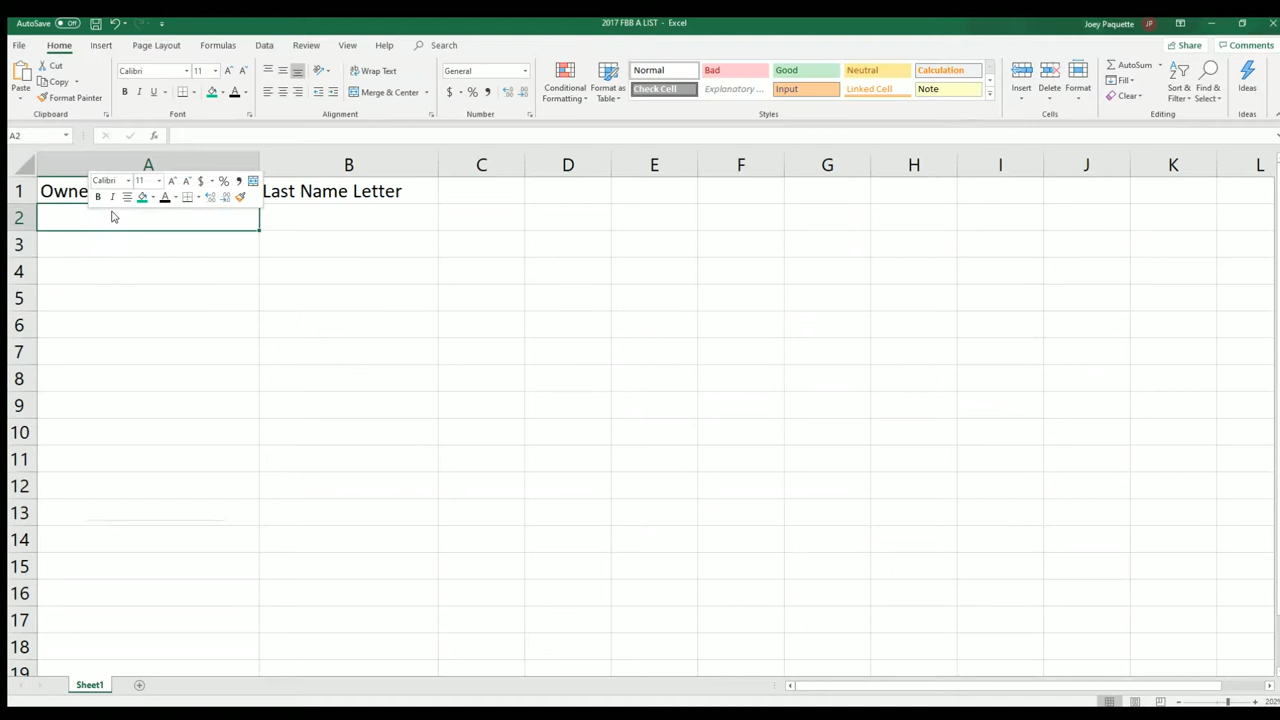 AutoSave Off 2017 FBB A LIST - Excel Joey Paquette JP
File Home Insert Page Layout Formulas Data Review View Help Search Share Comments
Paste Cut Copy Format Painter Clipboard
Calibri 11 B I U Font
Wrap Text Merge & Center Alignment
General $ % , Number
Conditional Formatting Format as Table
Normal Bad Good Neutral Calculation
Check Cell Explanatory ... Input Linked Cell Note
Styles
Insert Delete Format Cells
AutoSum Fill Clear Sort & Filter Find & Select Editing
Ideas Ideas
A2 fx
A B C D E F G H I J K L
Calibri 11 $ % ,
B I A
1 Owne Last Name Letter
2
3
4
5
6
7
8
9
10
11
12
13
14
15
16
17
18
19
Sheet1